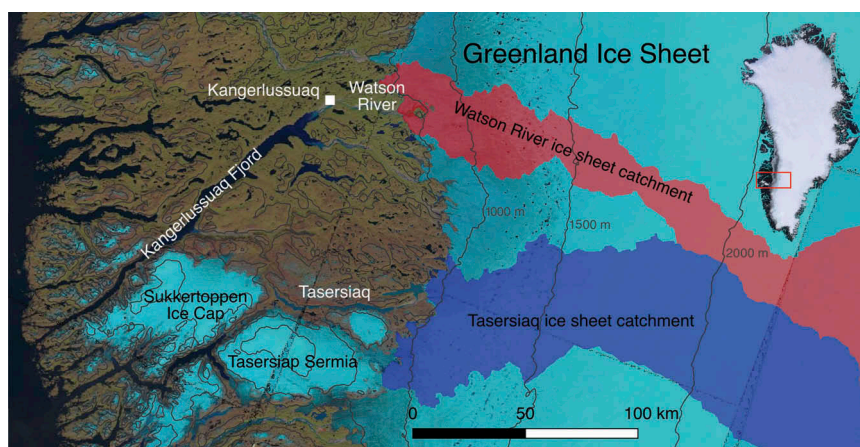 Greenland Ice Sheet
Kangerlussuaq
Watson
River
Watson River ice sheet catchment
Kangerlussuaq Fjord
1000 m
1500 m
2000 m
Sukkertoppen
Ice Cap
Tasersiaq
Tasersiaq ice sheet catchment
Tasersiap Sermia
0
50
100 km